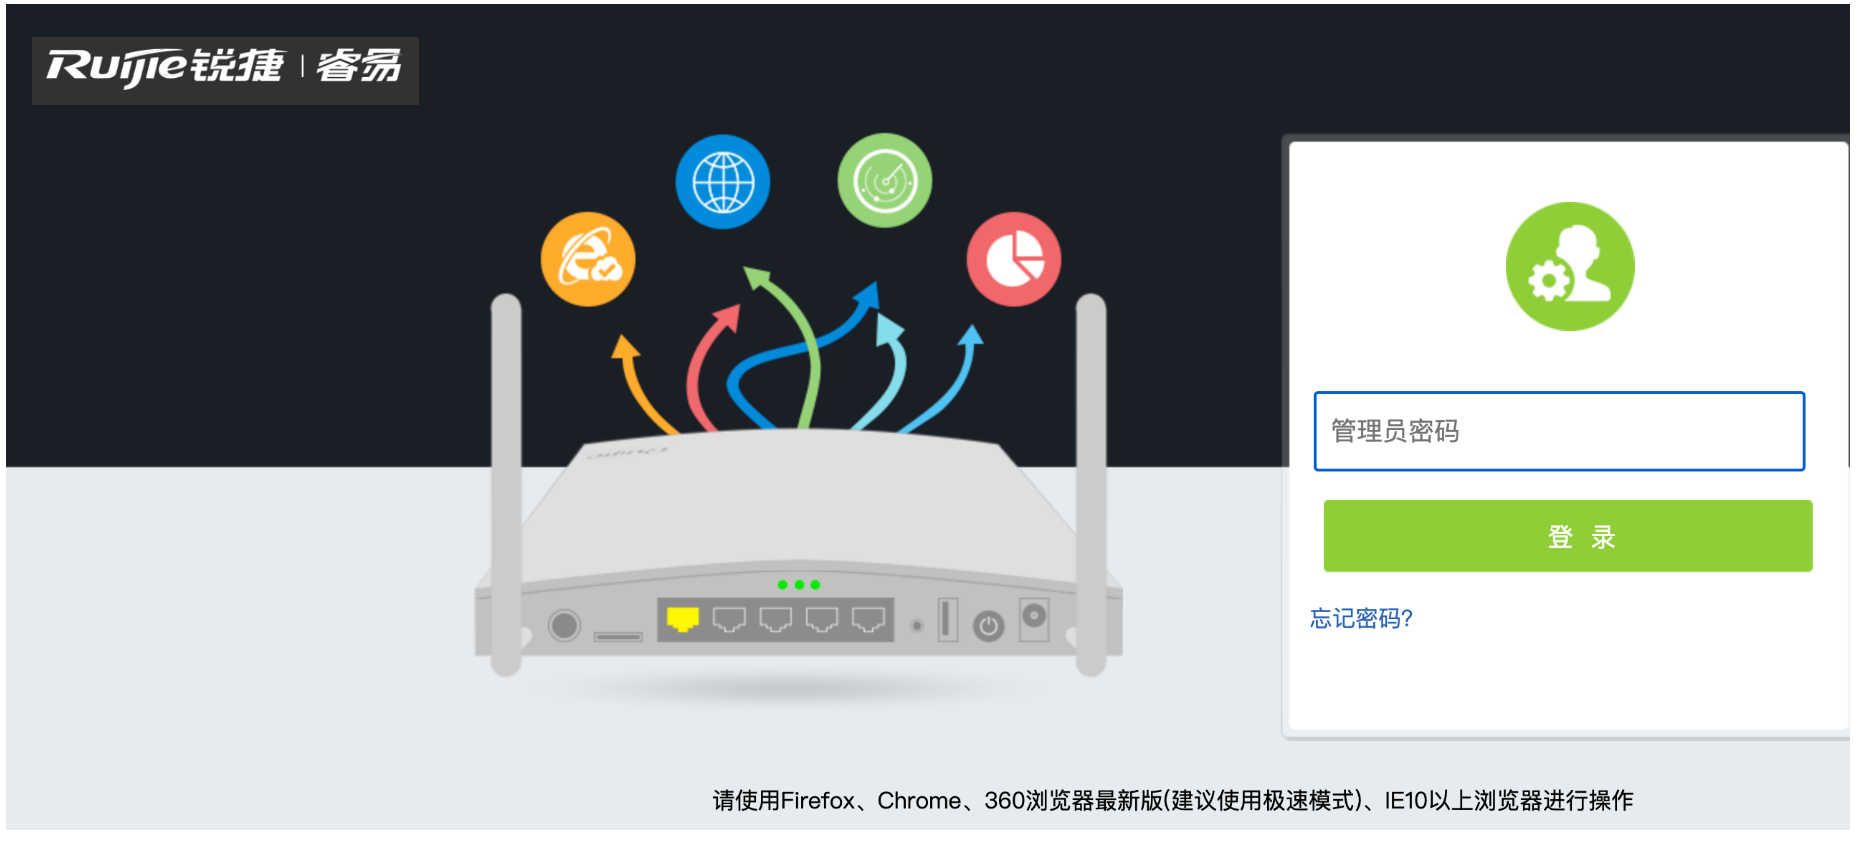 Ruijie锐捷 | 睿易
管理员密码
登 录
忘记密码?
请使用Firefox、Chrome、360浏览器最新版(建议使用极速模式)、IE10以上浏览器进行操作